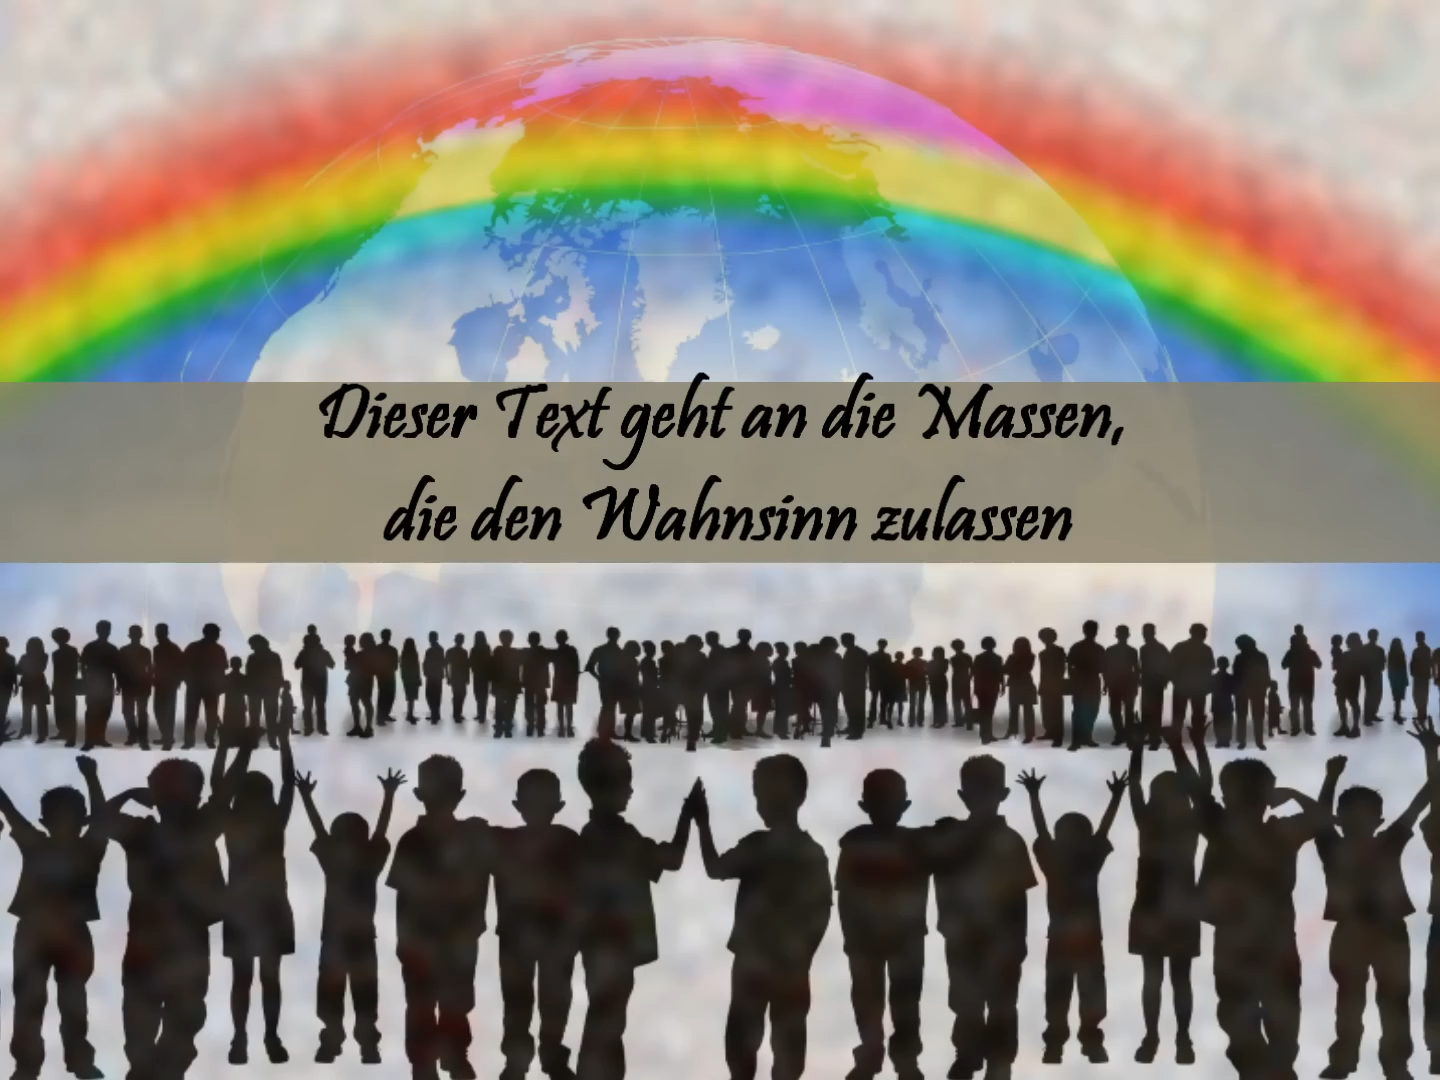 Dieser Text geht an die Massen,
die den Wahnsinn zulassen